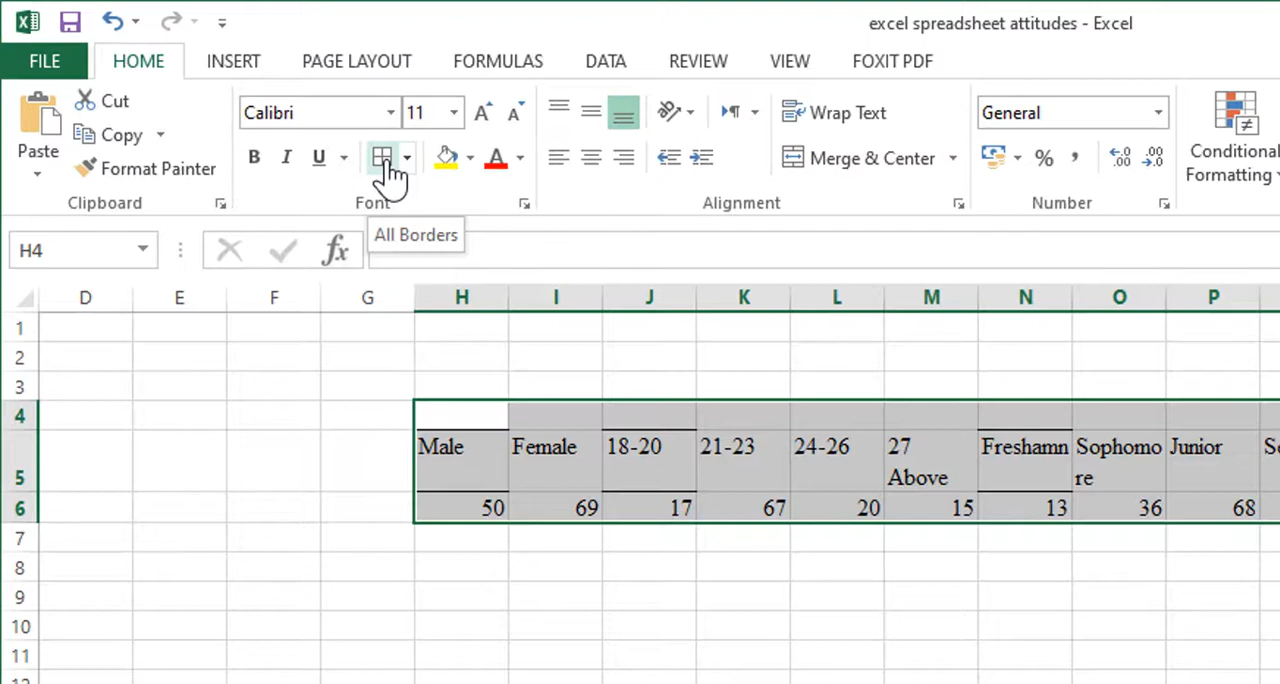 excel spreadsheet attitudes - Excel
FILE HOME INSERT PAGE LAYOUT FORMULAS DATA REVIEW VIEW FOXIT PDF
Paste
Cut
Copy
Format Painter
Clipboard
Calibri 11
B I U
Font
Wrap Text
Merge & Center
Alignment
General
% ,
Number
Conditional
Formatting
All Borders
H4
fx
D E F G H I J K L M N O P
1
2
3
4
5 Male Female 18-20 21-23 24-26 27 Above Freshamn Sophomo re Junior
6 50 69 17 67 20 15 13 36 68
7
8
9
10
11